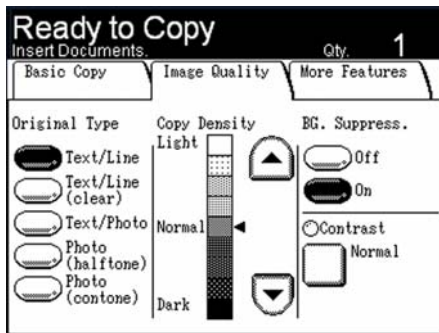 Ready to Copy
Insert Documents.
Qty. 1
Basic Copy
Image Quality
More Features
Original Type
Text/Line
Text/Line
(clear)
Text/Photo
Photo
(halftone)
Photo
(contone)
Copy Density
Light
Normal
Dark
BG. Suppress.
Off
On
Contrast
Normal